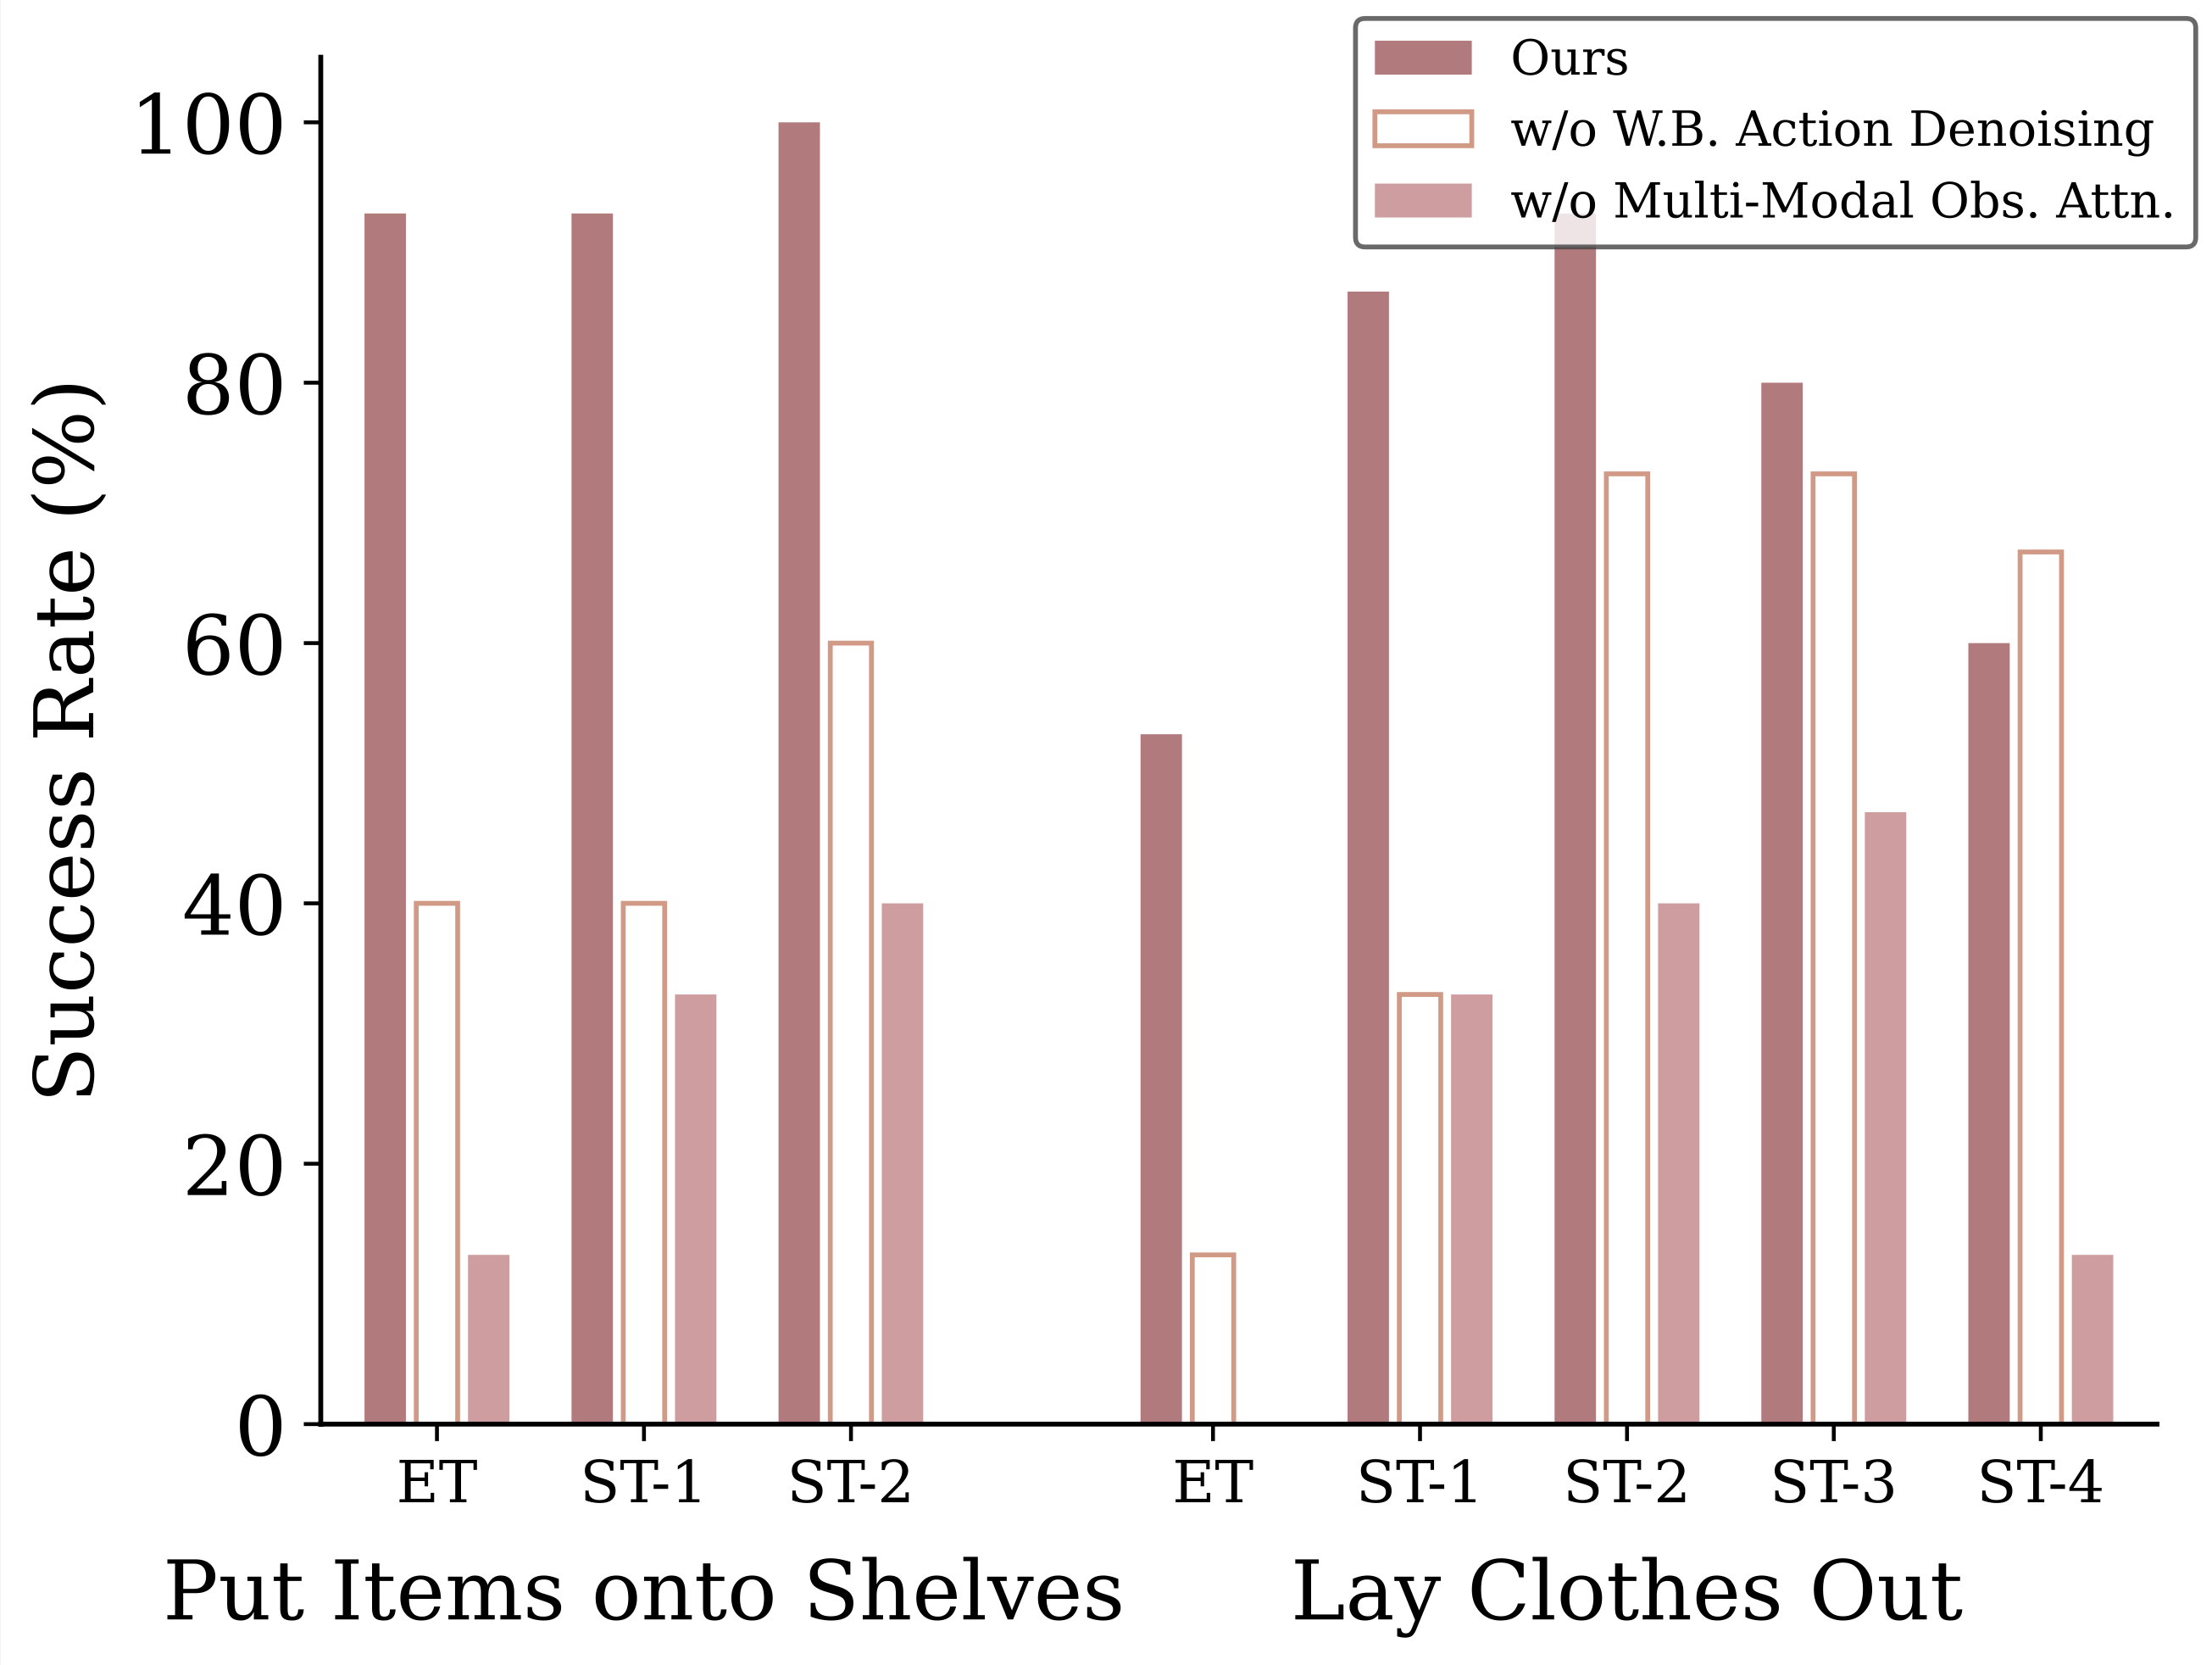 Ours
w/o W.B. Action Denoising
w/o Multi-Modal Obs. Attn.
Success Rate (%)
100
80
60
40
20
0
ET ST-1 ST-2 ET ST-1 ST-2 ST-3 ST-4
Put Items onto Shelves Lay Clothes Out